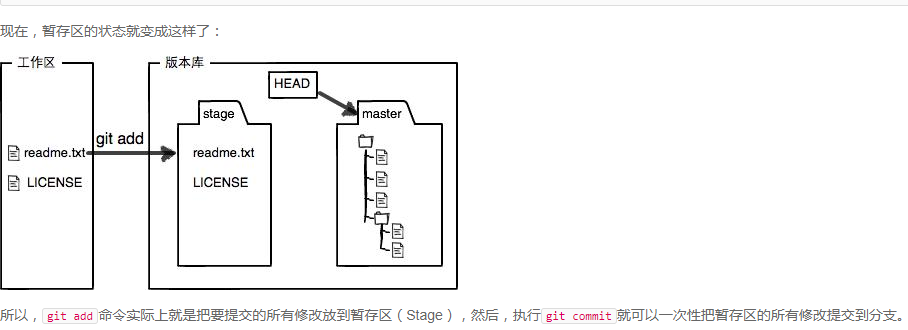 现在，暂存区的状态就变成这样了：
工作区
版本库
HEAD
stage
master
git add
readme.txt
readme.txt
LICENSE
LICENSE
所以，git add命令实际上就是把要提交的所有修改放到暂存区（Stage），然后，执行git commit就可以一次性把暂存区的所有修改提交到分支。